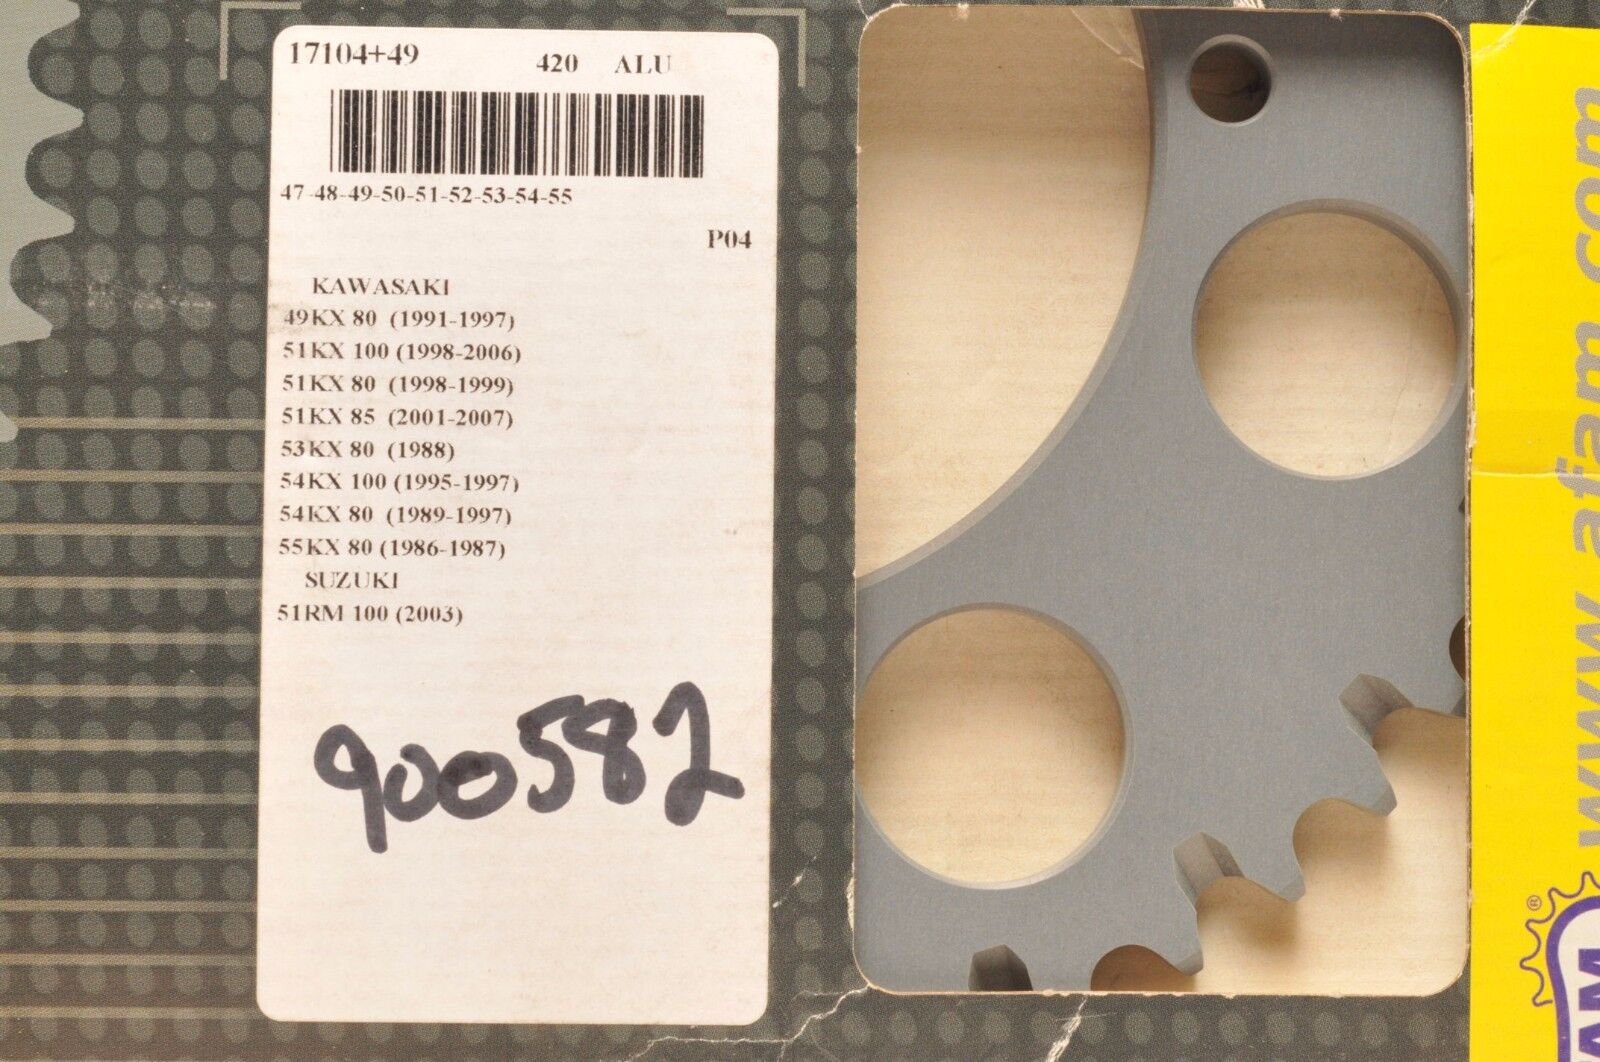 17104+49
420 ALU
47-48-49-50-51-52-53-54-55
P04
KAWASAKI
49KX 80 (1991-1997)
51KX 100 (1998-2006)
51KX 80 (1998-1999)
51KX 85 (2001-2007)
53KX 80 (1988)
54KX 100 (1995-1997)
54KX 80 (1989-1997)
55KX 80 (1986-1987)
SUZUKI
51RM 100 (2003)
900582
www.afam.com
®
AM